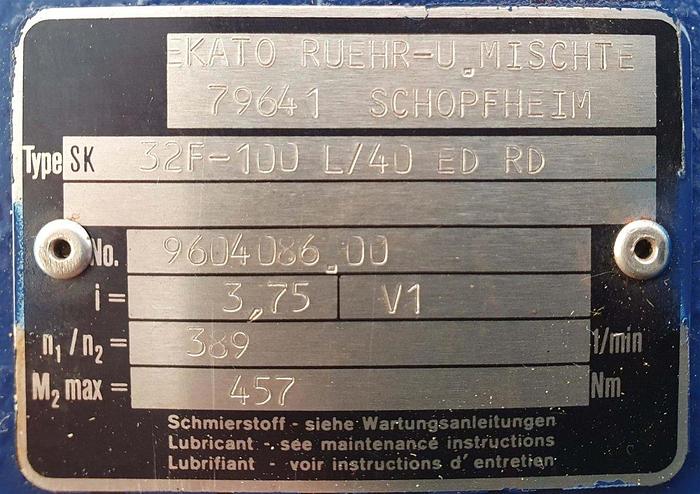 EKATO RUEHR-U.MISCHTE
79641 SCHOPFHEIM
Type SK 32F-100 L/40 ED RD
No. 9604086.00
i = 3,75 V1
n₁/n₂ = 389 1/min
M₂ max = 457 Nm
Schmierstoff - siehe Wartungsanleitungen
Lubricant - see maintenance instructions
Lubrifiant - voir instructions d'entretien